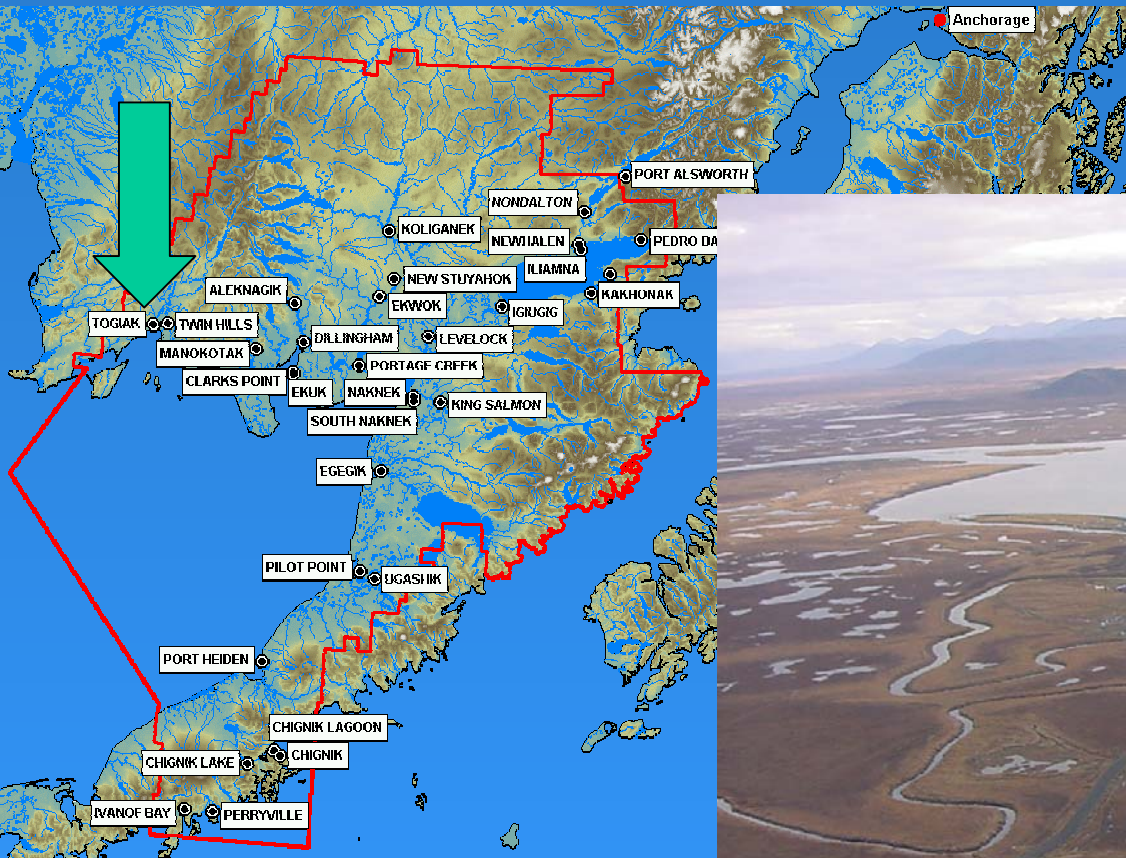 Anchorage
PORT ALSWORTH
NONDALTON
KOLIGANEK
NEWHALEN
PEDRO DA
ILIAMNA
NEW STUYAHOK
ALEKNAGIK
KAKHONAK
EKWOK
IGIUGIG
TOGIAK
TWIN HILLS
DILLINGHAM
LEVELOCK
MANOKOTAK
PORTAGE CREEK
CLARKS POINT
EKUK
NAKNEK
KING SALMON
SOUTH NAKNEK
EGEGIK
PILOT POINT
UGASHIK
PORT HEIDEN
CHIGNIK LAGOON
CHIGNIK
CHIGNIK LAKE
IVANOF BAY
PERRYVILLE